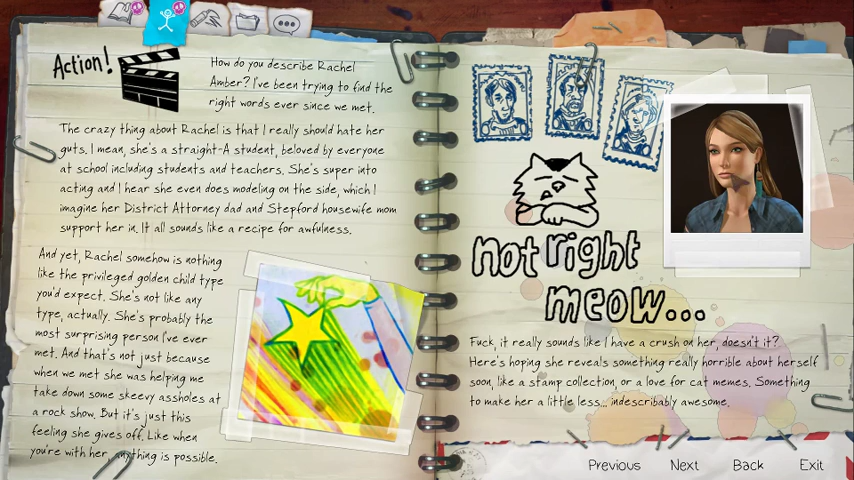 Action!
How do you describe Rachel
Amber? I've been trying to find the
right words ever since we met.
The crazy thing about Rachel is that I really should hate her
guts. I mean, she's a straight-A student, beloved by everyone
at school including students and teachers. She's super into
acting and I hear she even does modeling on the side, which I
imagine her District Attorney dad and Stepford housewife mom
support her in. It all sounds like a recipe for awfulness.
And yet, Rachel somehow is nothing
like the privileged golden child type
you'd expect. She's not like any
type, actually. She's probably the
most surprising person I've ever
met. And that's not just because
when we met she was helping me
take down some skeevy assholes at
a rock show. But it's just this
feeling she gives off. Like when
you're with her, anything is possible.
not right
meow...
Fuck, it really sounds like I have a crush on her, doesn't it?
Here's hoping she reveals something really horrible about herself
soon, like a stamp collection, or a love for cat memes. Something
to make her a little less... indescribably awesome.
Previous Next Back Exit